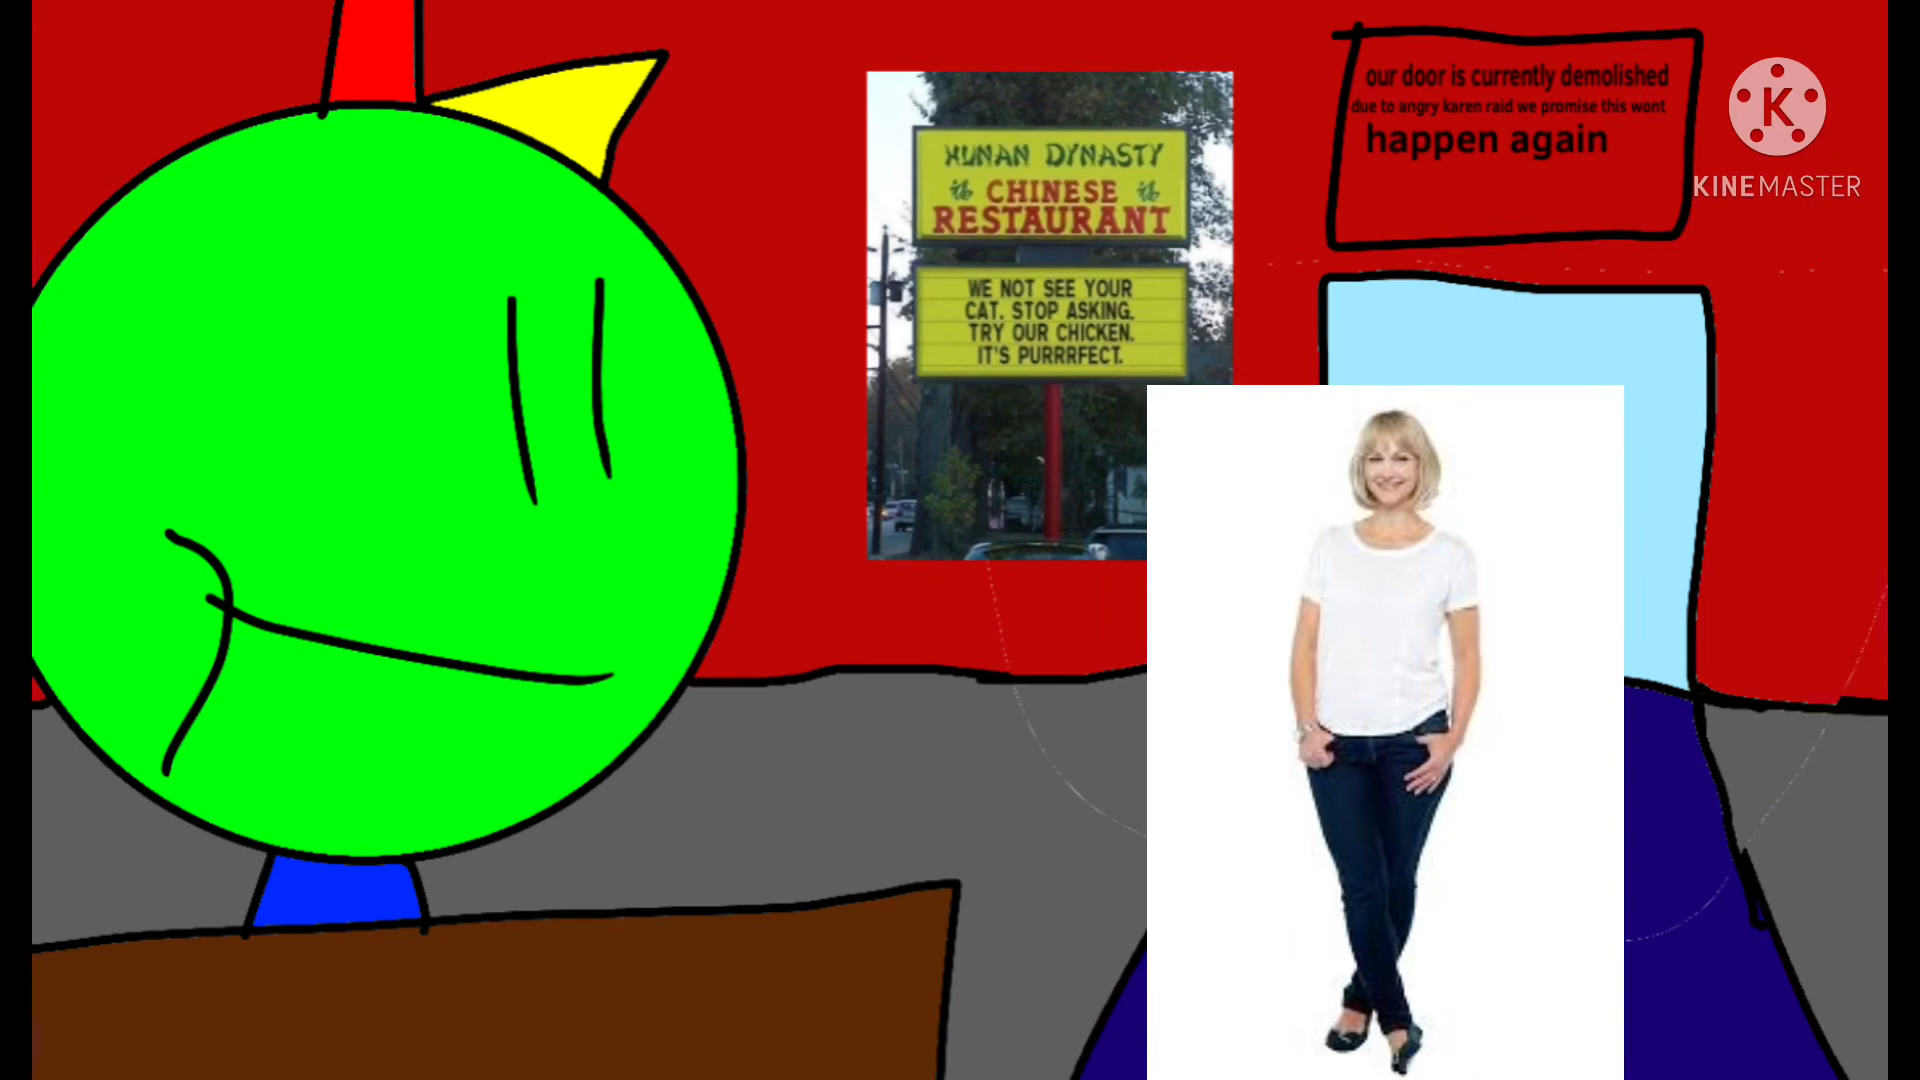 HUNAN DYNASTY
CHINESE
RESTAURANT
WE NOT SEE YOUR
CAT. STOP ASKING.
TRY OUR CHICKEN.
IT'S PURRRFECT.
our door is currently demolished
due to angry karen raid we promise this wont
happen again
K
KINEMASTER